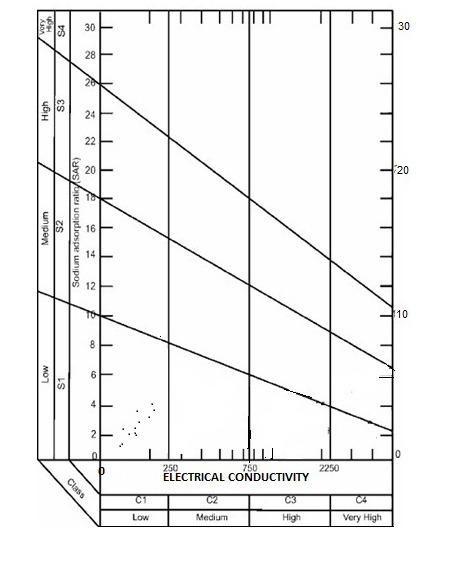 Very High S4
High S3
Medium S2
Low S1
Class
Sodium adsorption ratio (SAR)
30
28
26
24
22
20
18
16
14
12
10
8
6
4
2
0
30
20
10
0
0 250 750 2250
ELECTRICAL CONDUCTIVITY
C1 C2 C3 C4
Low Medium High Very High